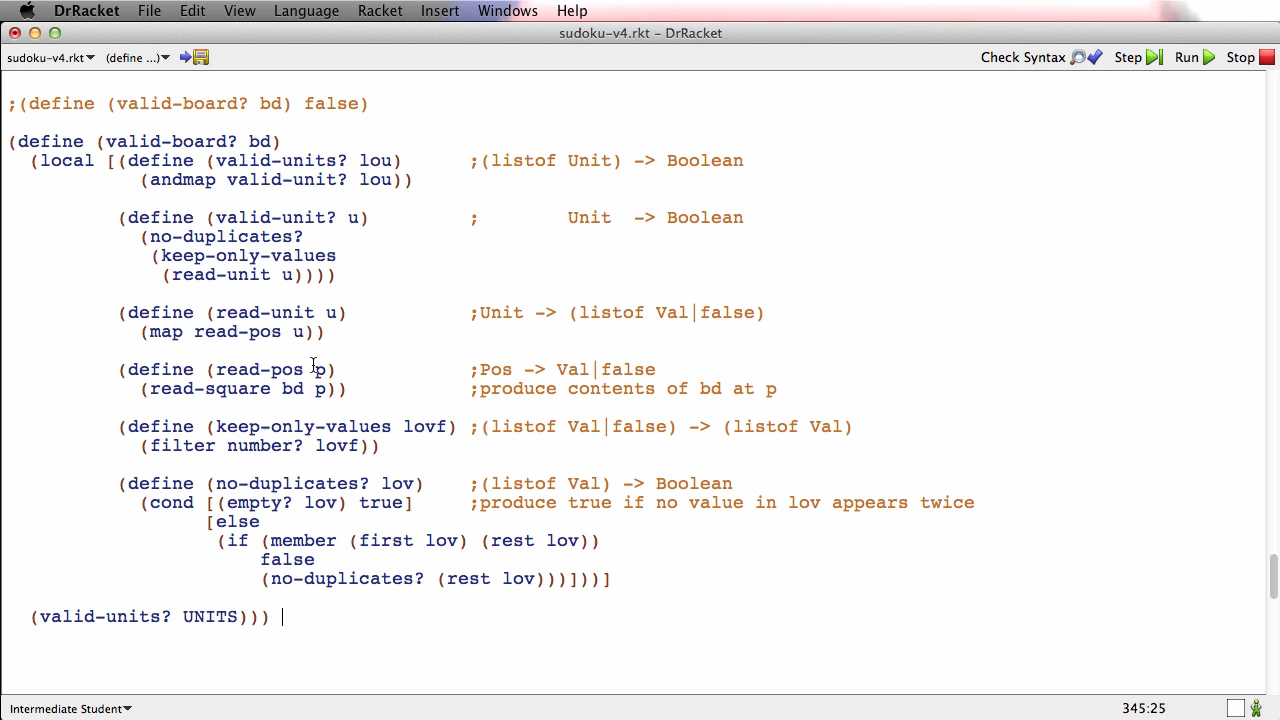 DrRacket File Edit View Language Racket Insert Windows Help
sudoku-v4.rkt - DrRacket
sudoku-v4.rkt▾ (define ...)▾ Check Syntax Step Run Stop
;(define (valid-board? bd) false)
(define (valid-board? bd)
(local [(define (valid-units? lou) ;(listof Unit) -> Boolean
(andmap valid-unit? lou))
(define (valid-unit? u) ; Unit -> Boolean
(no-duplicates?
(keep-only-values
(read-unit u))))
(define (read-unit u) ;Unit -> (listof Val|false)
(map read-pos u))
(define (read-pos p) ;Pos -> Val|false
(read-square bd p)) ;produce contents of bd at p
(define (keep-only-values lovf) ;(listof Val|false) -> (listof Val)
(filter number? lovf))
(define (no-duplicates? lov) ;(listof Val) -> Boolean
(cond [(empty? lov) true] ;produce true if no value in lov appears twice
[else
(if (member (first lov) (rest lov))
false
(no-duplicates? (rest lov)))]))]
(valid-units? UNITS)))
Intermediate Student▾ 345:25